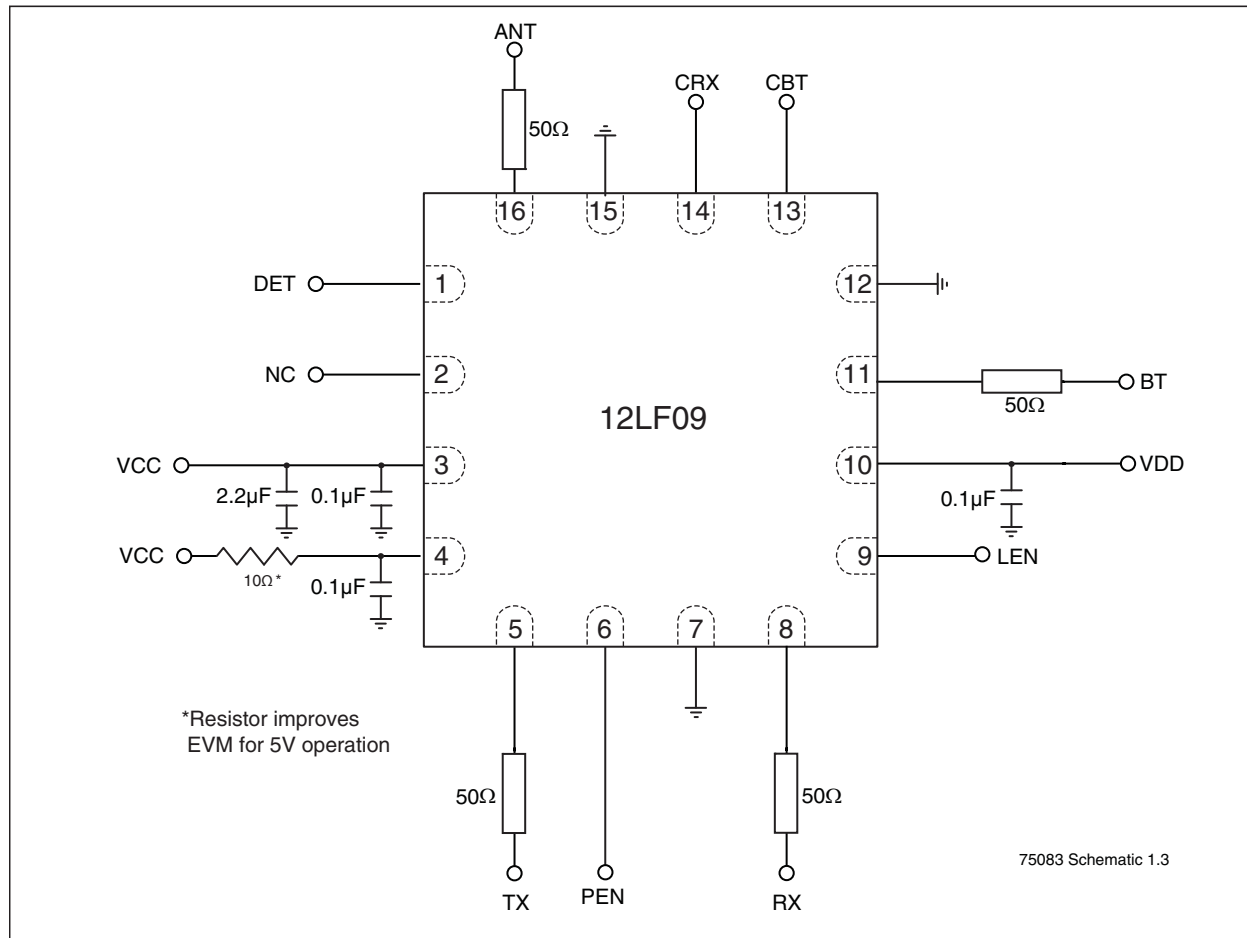 ANT
CRX
CBT
50Ω
16
15
14
13
DET
1
12
NC
2
11
BT
50Ω
12LF09
VCC
3
10
VDD
2.2µF
0.1µF
0.1µF
VCC
4
9
LEN
10Ω*
0.1µF
5
6
7
8
*Resistor improves
EVM for 5V operation
50Ω
50Ω
75083 Schematic 1.3
TX
PEN
RX